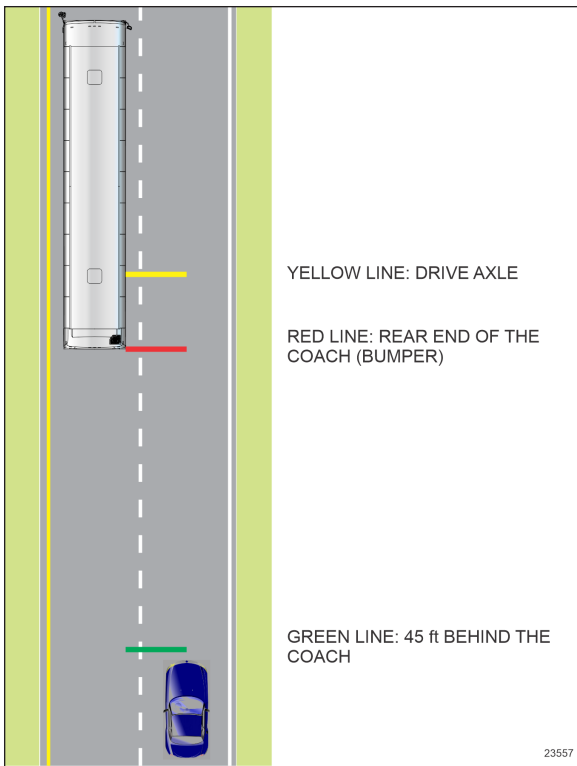 YELLOW LINE: DRIVE AXLE
RED LINE: REAR END OF THE
COACH (BUMPER)
GREEN LINE: 45 ft BEHIND THE
COACH
23557